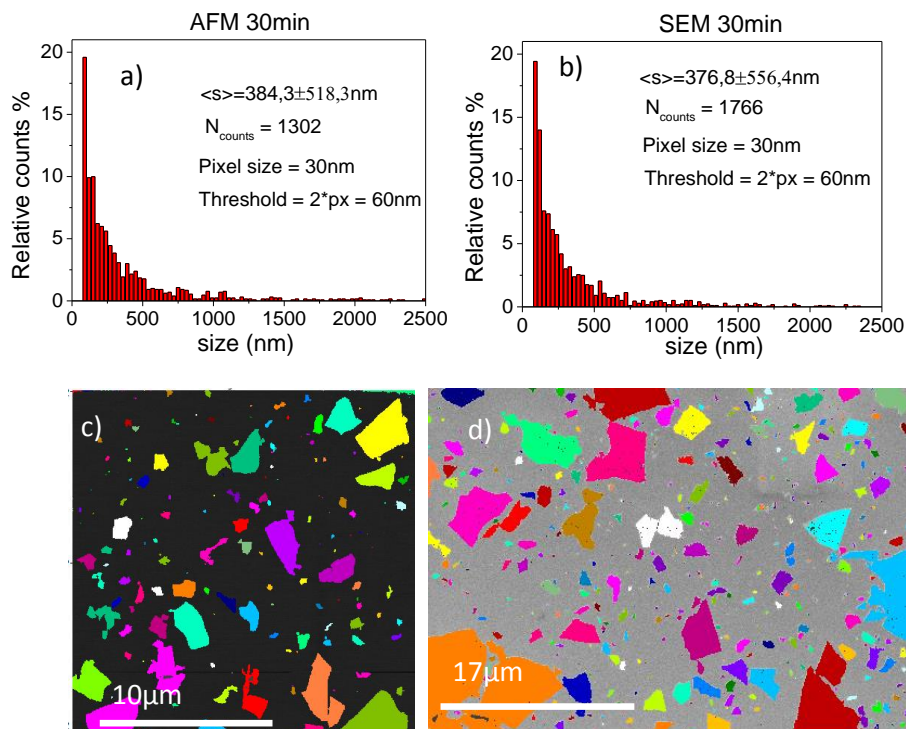 AFM 30min
a)
<s>=384,3±518,3nm
N counts = 1302
Pixel size = 30nm
Threshold = 2*px = 60nm
Relative counts %
20
15
10
5
0
0 500 1000 1500 2000 2500
size (nm)
SEM 30min
b)
<s>=376,8±556,4nm
N counts = 1766
Pixel size = 30nm
Threshold = 2*px = 60nm
Relative counts %
20
15
10
5
0
0 500 1000 1500 2000 2500
size (nm)
c)
10µm
d)
17µm